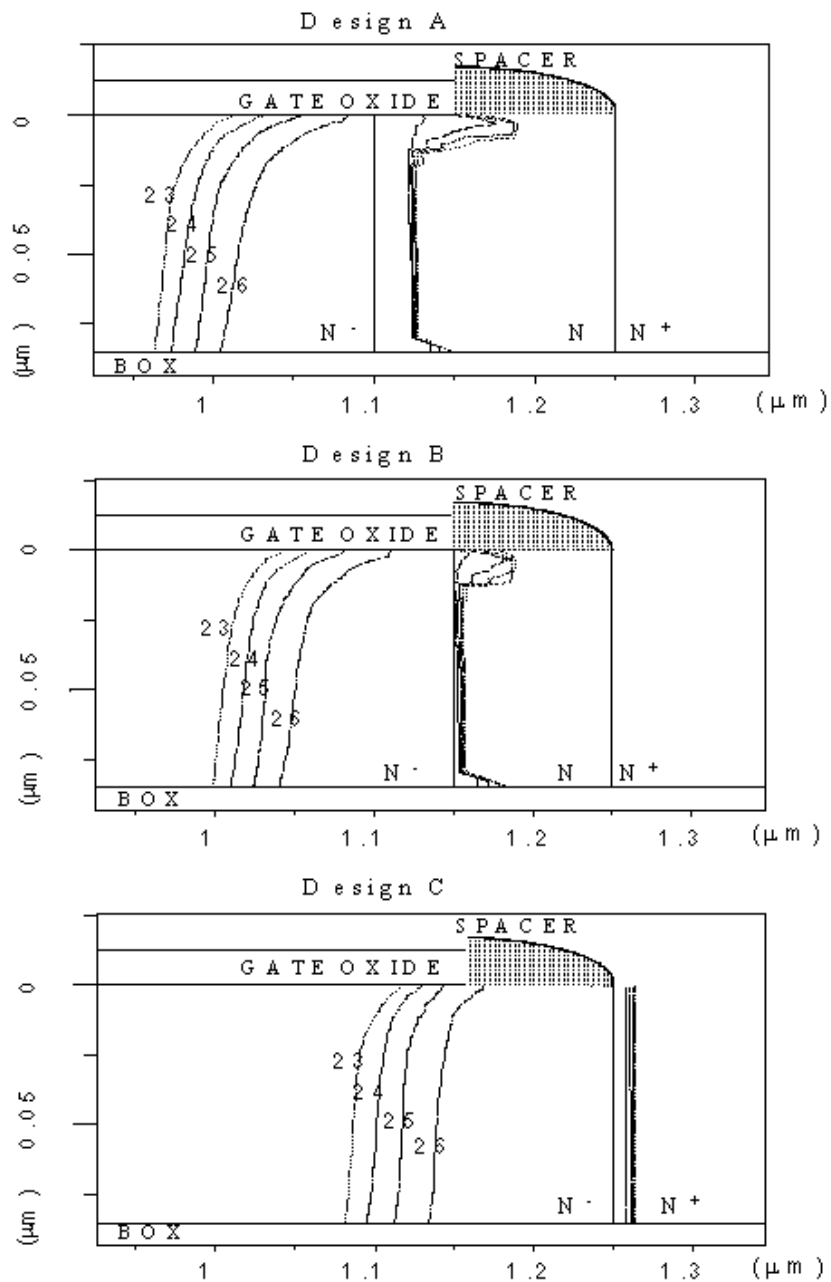 Design A
SPACER
GATE OXIDE
0
23
24
0.05
25
26
N - N N +
(μm)
BOX
1 1.1 1.2 1.3 (μm)
Design B
SPACER
GATE OXIDE
0
23
24
0.05
25
26
N - N N +
(μm)
BOX
1 1.1 1.2 1.3 (μm)
Design C
SPACER
GATE OXIDE
0
23
24
0.05
25
26
N - N +
(μm)
BOX
1 1.1 1.2 1.3 (μm)